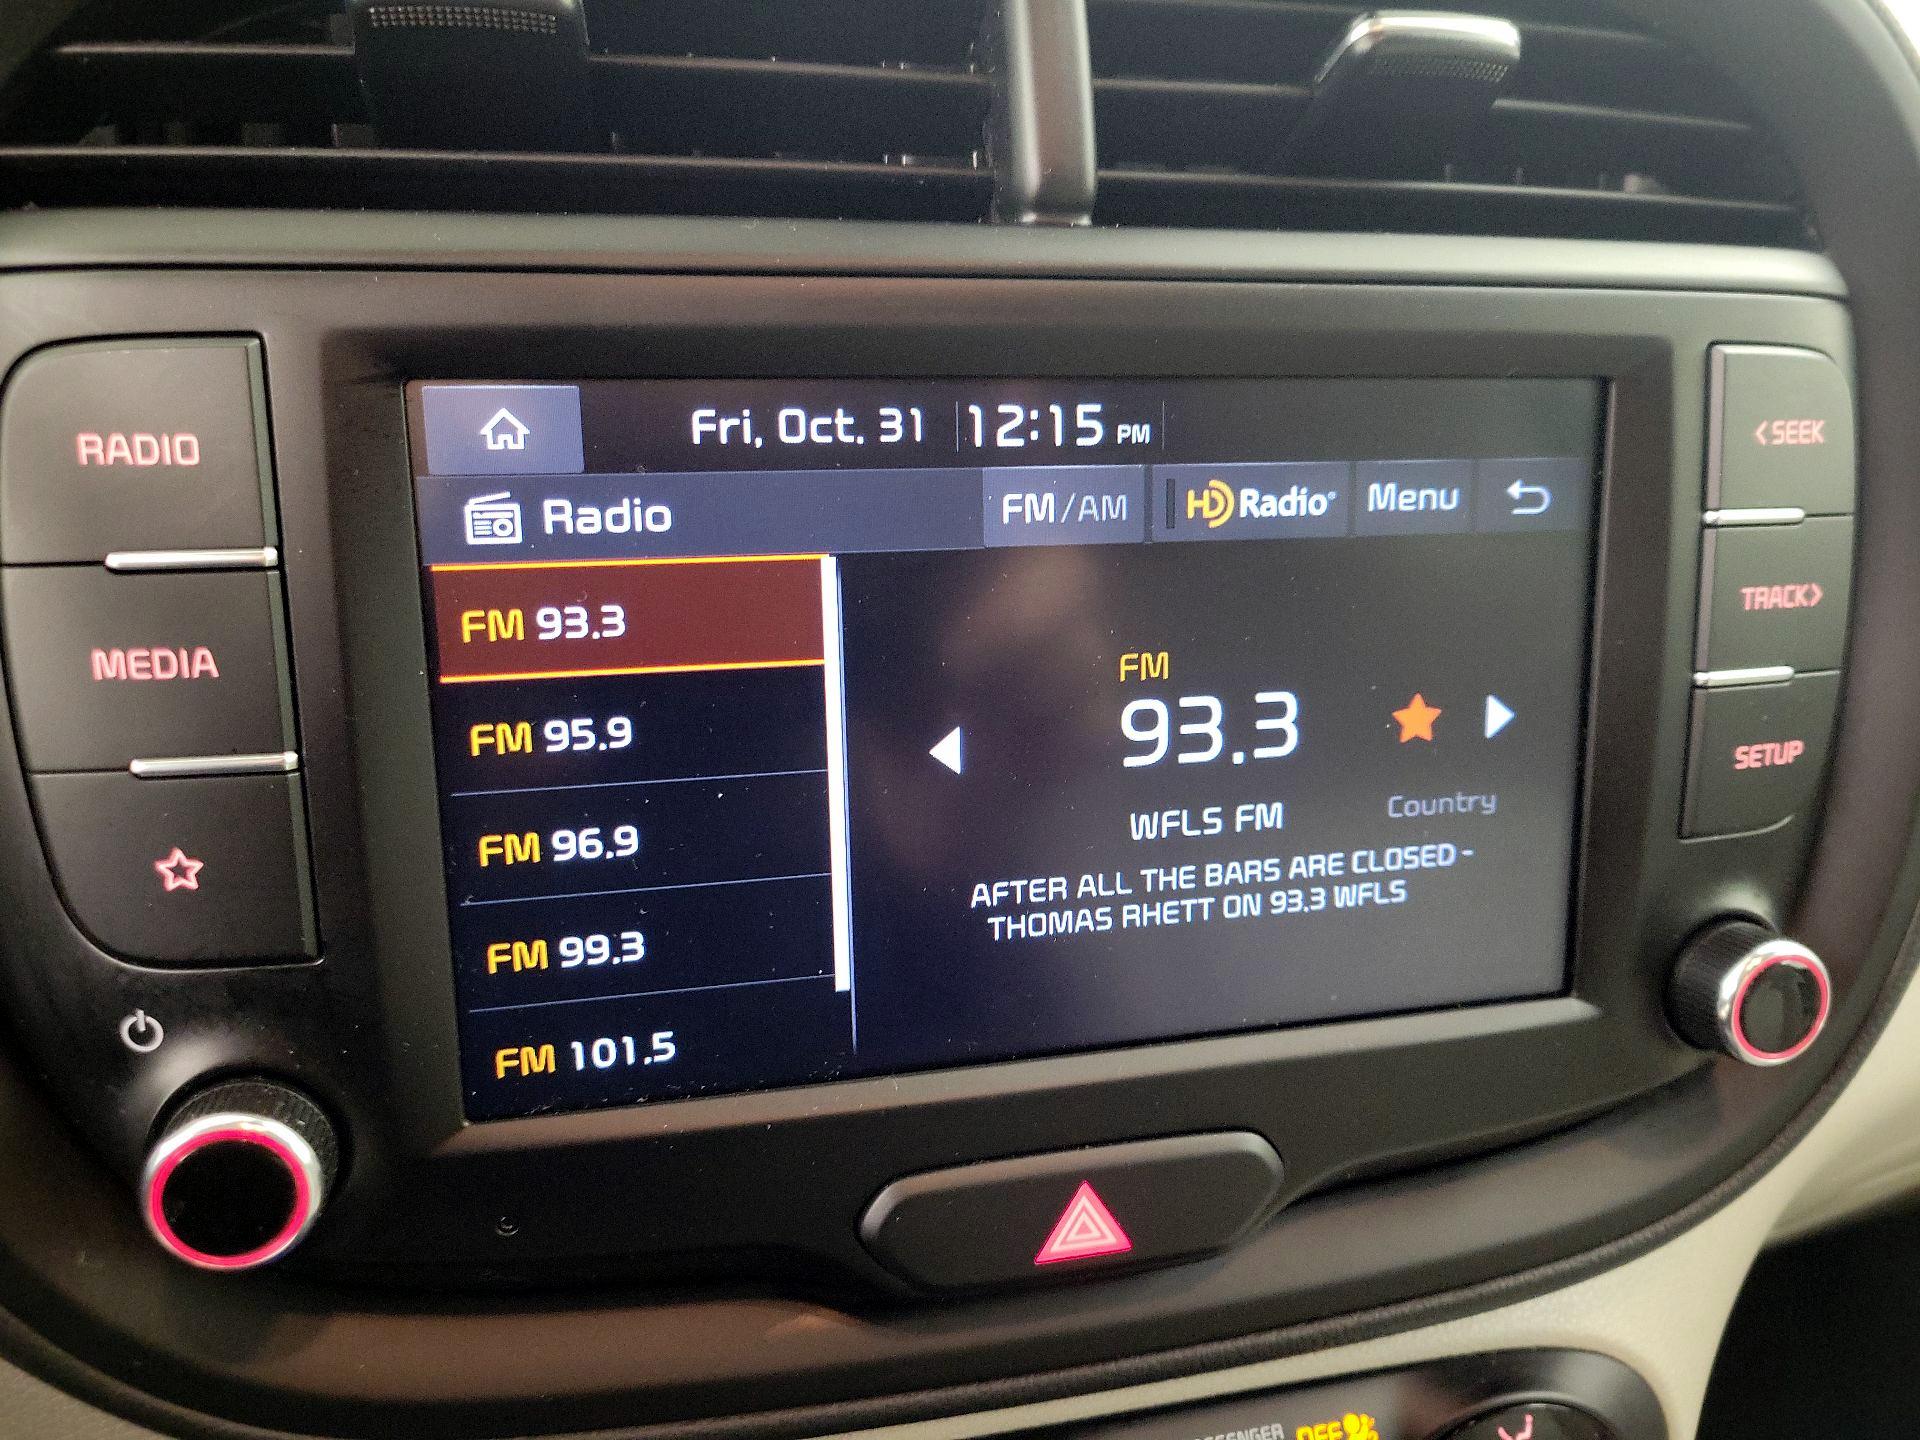 Fri, Oct. 31 12:15 PM
RADIO
<SEEK
Radio FM/AM HD Radio® Menu
FM 93.3
FM 95.9
FM 96.9
FM 99.3
FM 101.5
MEDIA
TRACK>
SETUP
FM
93.3
WFLS FM Country
AFTER ALL THE BARS ARE CLOSED -
THOMAS RHETT ON 93.3 WFLS
OFF